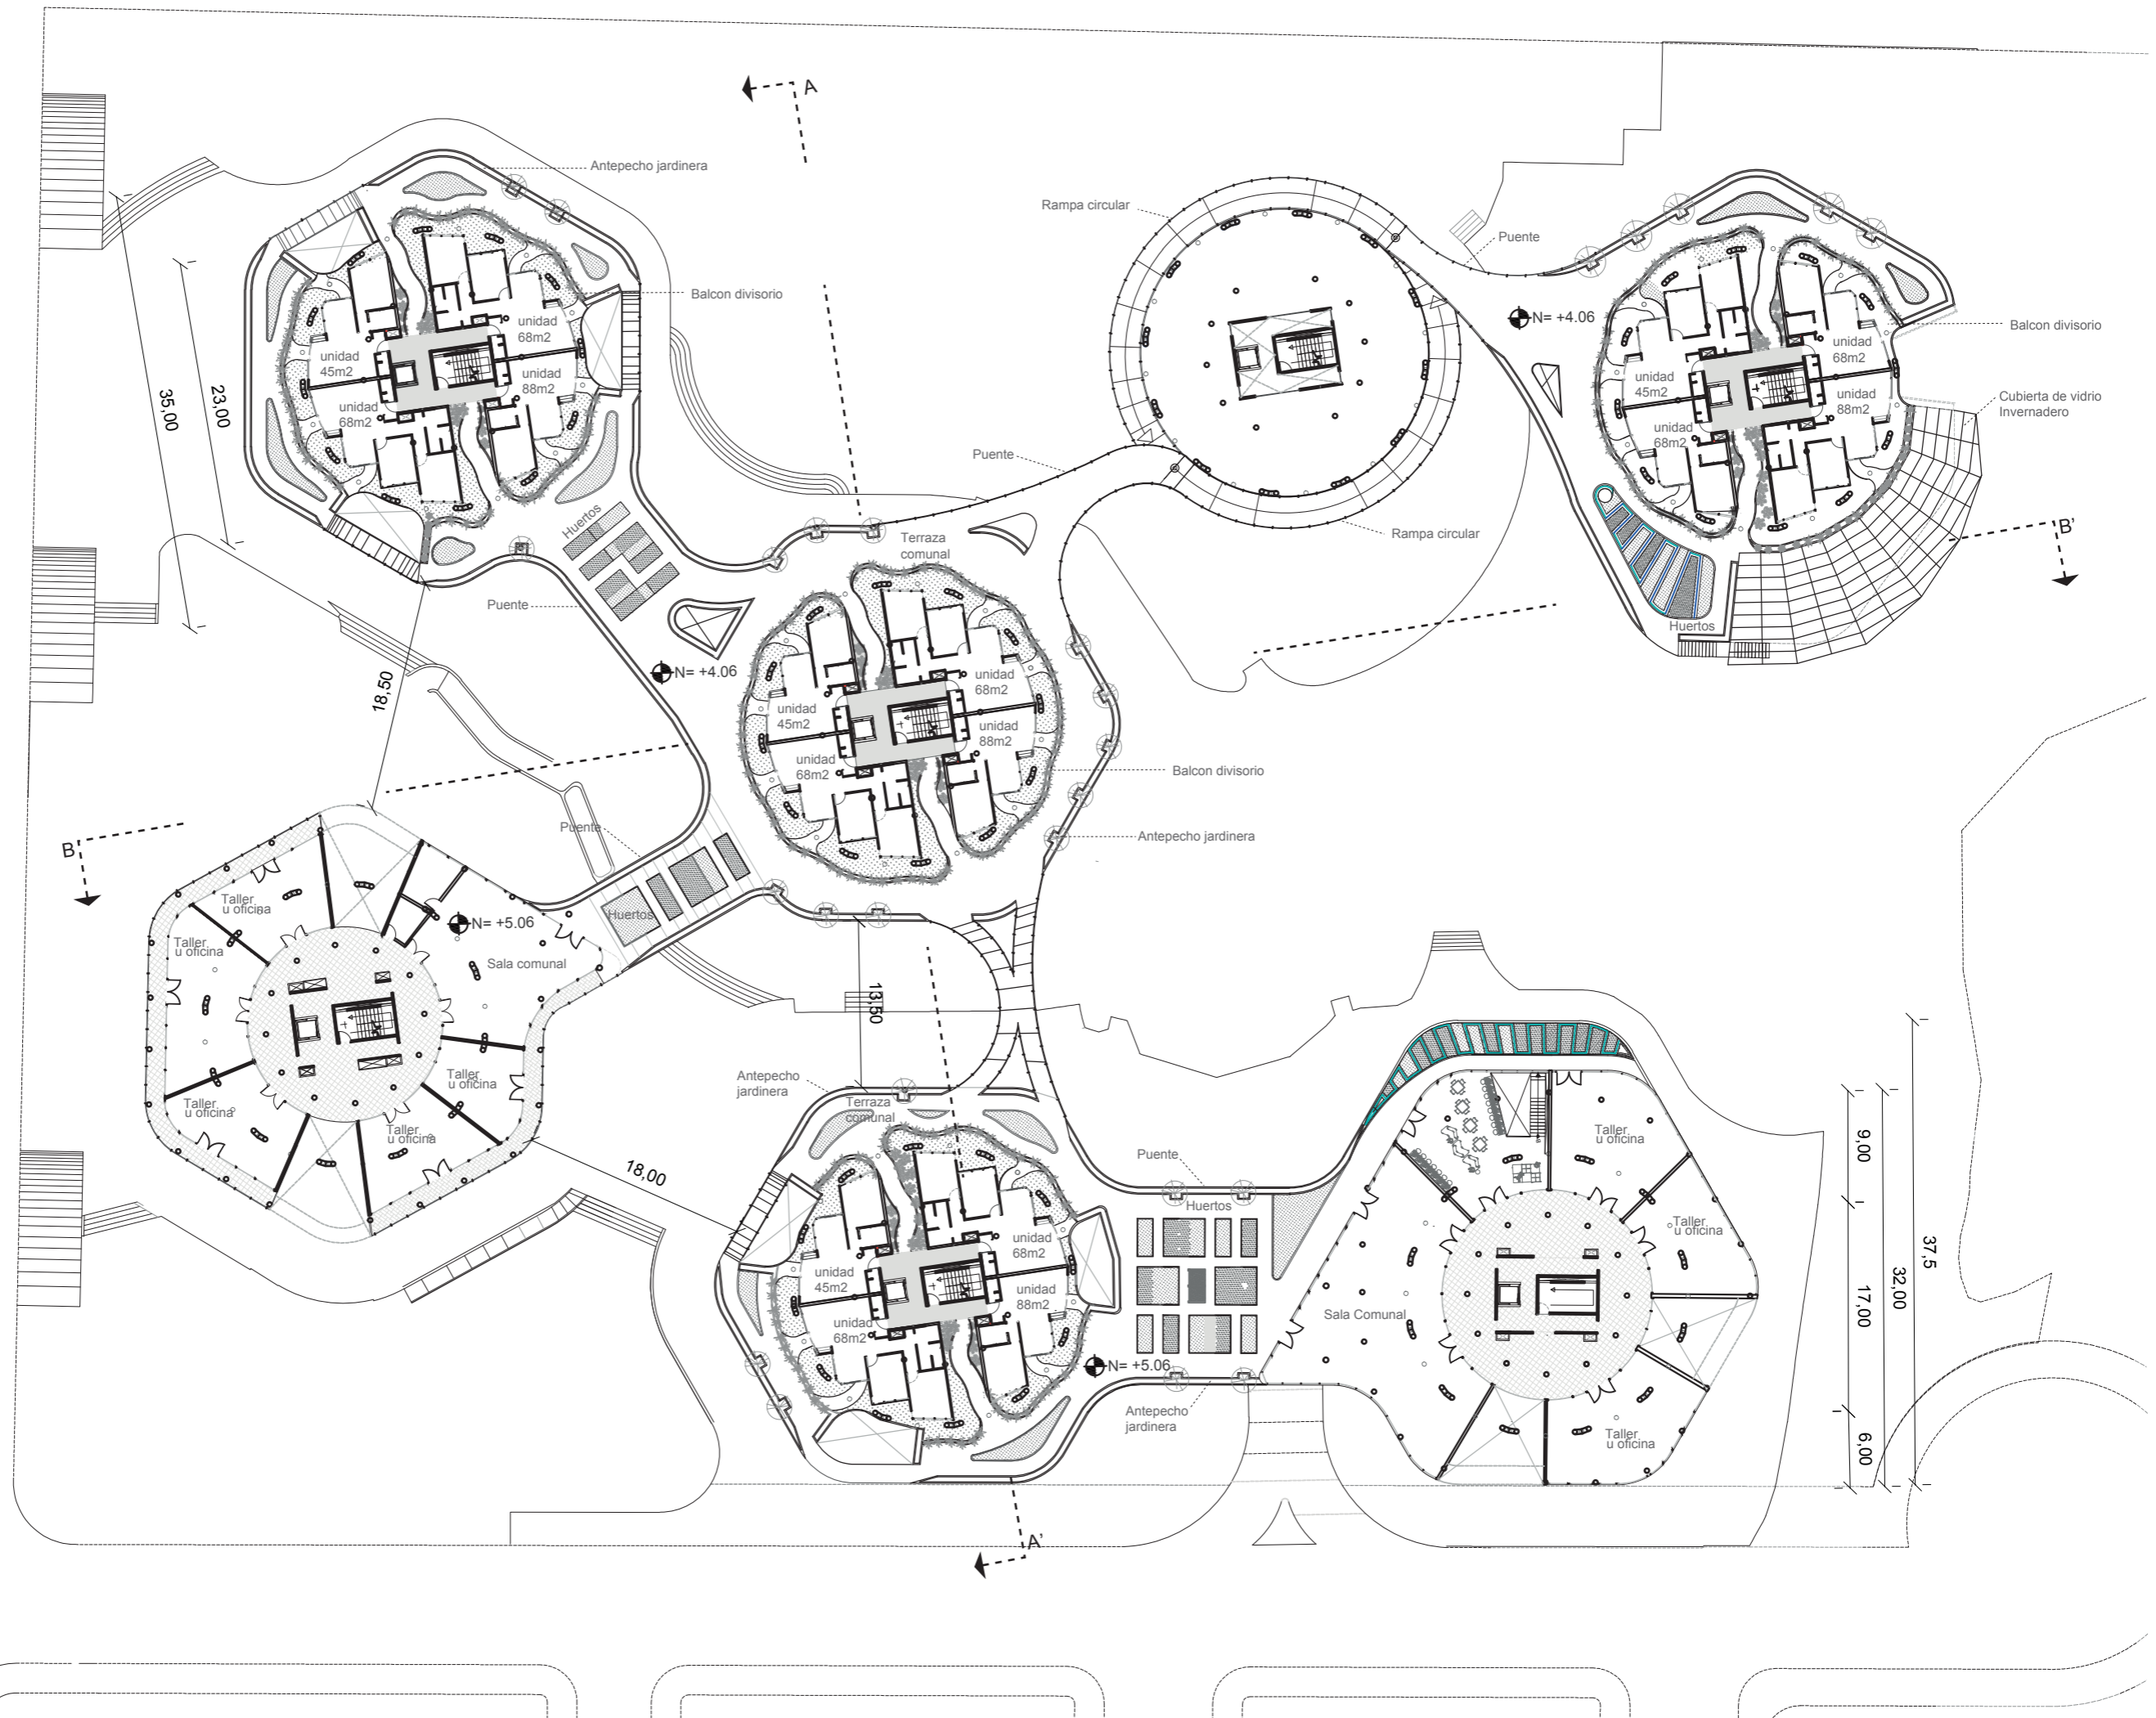 A
Antepecho jardinera
Rampa circular
Puente
Balcon divisorio
N= +4.06
unidad
68m2
unidad
45m2
unidad
88m2
unidad
68m2
35,00
23,00
Balcon divisorio
unidad
68m2
unidad
45m2
unidad
88m2
unidad
68m2
Cubierta de vidrio
Invernadero
Puente
Huertos
Terraza
comunal
Rampa circular
B'
Puente
Huertos
N= +4.06
18,50
unidad
68m2
unidad
45m2
unidad
88m2
unidad
68m2
Balcon divisorio
Puente
Antepecho jardinera
B
Taller
u oficina
Huertos
N= +5.06
Taller
u oficina
Sala comunal
13,50
Taller
u oficina
Taller
u oficina
Taller
u oficina
Antepecho
jardinera
Terraza
comunal
Taller
u oficina
9,00
Puente
18,00
Huertos
Taller
u oficina
unidad
68m2
unidad
45m2
unidad
88m2
unidad
68m2
Sala Comunal
37,5
32,00
17,00
N= +5.06
Antepecho
jardinera
Taller
u oficina
6,00
A'